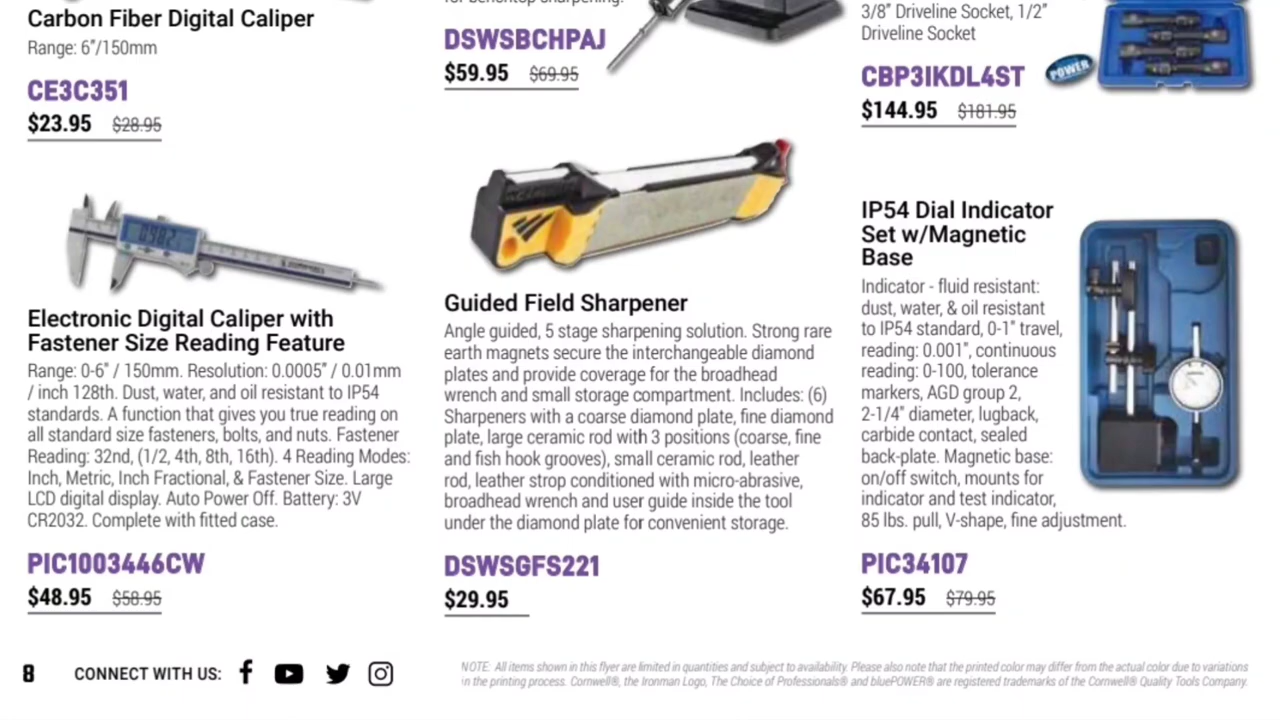 Carbon Fiber Digital Caliper
Range: 6"/150mm
CE3C351
$23.95 $28.95
Electronic Digital Caliper with
Fastener Size Reading Feature
Range: 0-6" / 150mm. Resolution: 0.0005" / 0.01mm
/ inch 128th. Dust, water, and oil resistant to IP54
standards. A function that gives you true reading on
all standard size fasteners, bolts, and nuts. Fastener
Reading: 32nd, (1/2, 4th, 8th, 16th). 4 Reading Modes:
Inch, Metric, Inch Fractional, & Fastener Size. Large
LCD digital display. Auto Power Off. Battery: 3V
CR2032. Complete with fitted case.
PIC1003446CW
$48.95 $58.95
for benchtop sharpening.
DSWSBCHPAJ
$59.95 $69.95
Guided Field Sharpener
Angle guided, 5 stage sharpening solution. Strong rare
earth magnets secure the interchangeable diamond
plates and provide coverage for the broadhead
wrench and small storage compartment. Includes: (6)
Sharpeners with a coarse diamond plate, fine diamond
plate, large ceramic rod with 3 positions (coarse, fine
and fish hook grooves), small ceramic rod, leather
rod, leather strop conditioned with micro-abrasive,
broadhead wrench and user guide inside the tool
under the diamond plate for convenient storage.
DSWSGFS221
$29.95
3/8" Driveline Socket, 1/2"
Driveline Socket
POWER
CBP3IKDL4ST
$144.95 $181.95
IP54 Dial Indicator
Set w/Magnetic
Base
Indicator - fluid resistant:
dust, water, & oil resistant
to IP54 standard, 0-1" travel,
reading: 0.001", continuous
reading: 0-100, tolerance
markers, AGD group 2,
2-1/4" diameter, lugback,
carbide contact, sealed
back-plate. Magnetic base:
on/off switch, mounts for
indicator and test indicator,
85 lbs. pull, V-shape, fine adjustment.
PIC34107
$67.95 $79.95
8 CONNECT WITH US:
NOTE: All items shown in this flyer are limited in quantities and subject to availability. Please also note that the printed color may differ from the actual color due to variations
in the printing process. Cornwell®, the Ironman Logo, The Choice of Professionals® and bluePOWER® are registered trademarks of the Cornwell® Quality Tools Company.